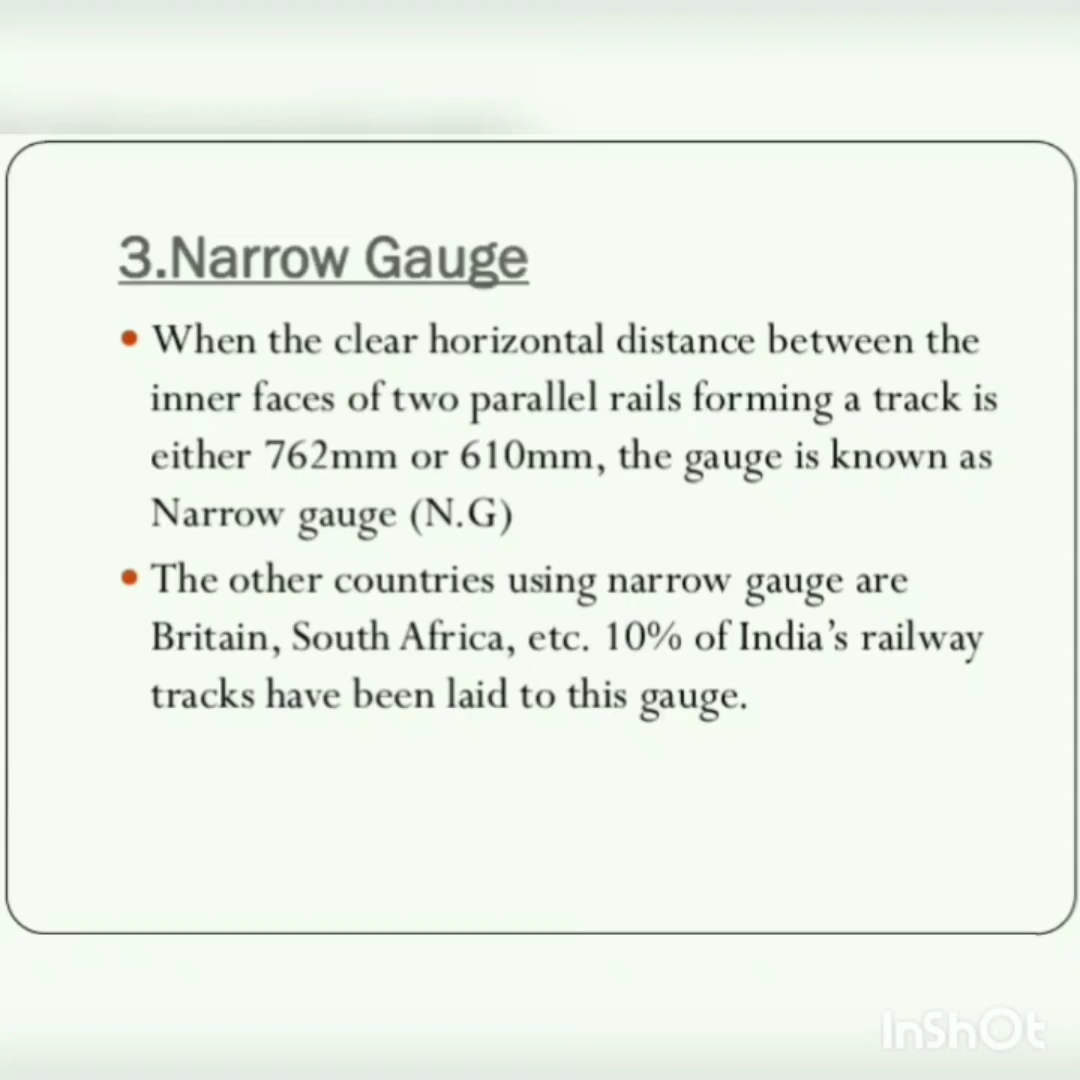 3.Narrow Gauge
• When the clear horizontal distance between the
inner faces of two parallel rails forming a track is
either 762mm or 610mm, the gauge is known as
Narrow gauge (N.G)
• The other countries using narrow gauge are
Britain, South Africa, etc. 10% of India’s railway
tracks have been laid to this gauge.
InShOt